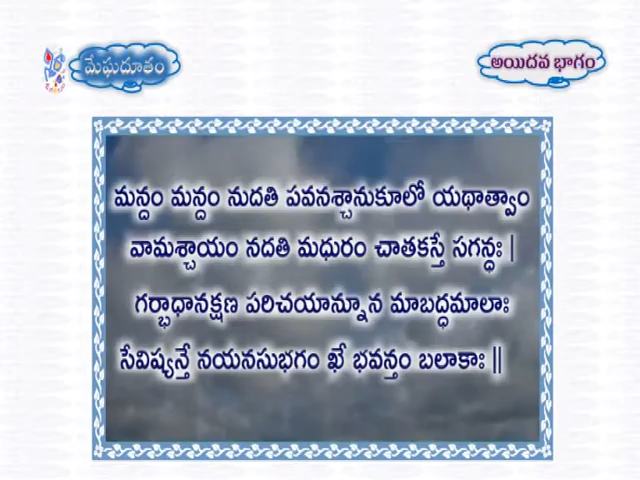 మేఘదూతం
అయిదవ భాగం
మన్దం మన్దం నుదతి పవనశ్చానుకూలో యథాత్వాం
వామశ్చాయం నదతి మధురం చాతకస్తే సగన్ధః |
గర్భాధానక్షణ పరిచయాన్నూన మాబద్ధమాలాః
సేవిష్యన్తే నయనసుభగం ఖే భవన్తం బలాకాః ||